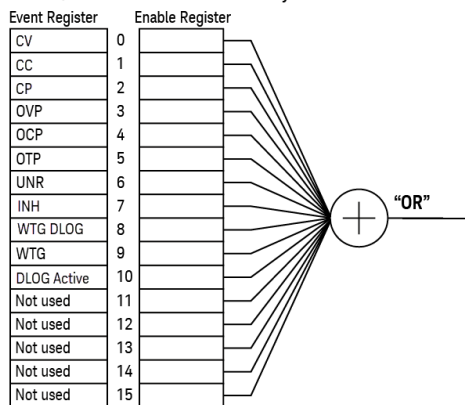 Event Register Enable Register
CV 0
CC 1
CP 2
OVP 3
OCP 4
OTP 5
UNR 6
INH 7
WTG DLOG 8
WTG 9
DLOG Active 10
Not used 11
Not used 12
Not used 13
Not used 14
Not used 15
+ “OR”